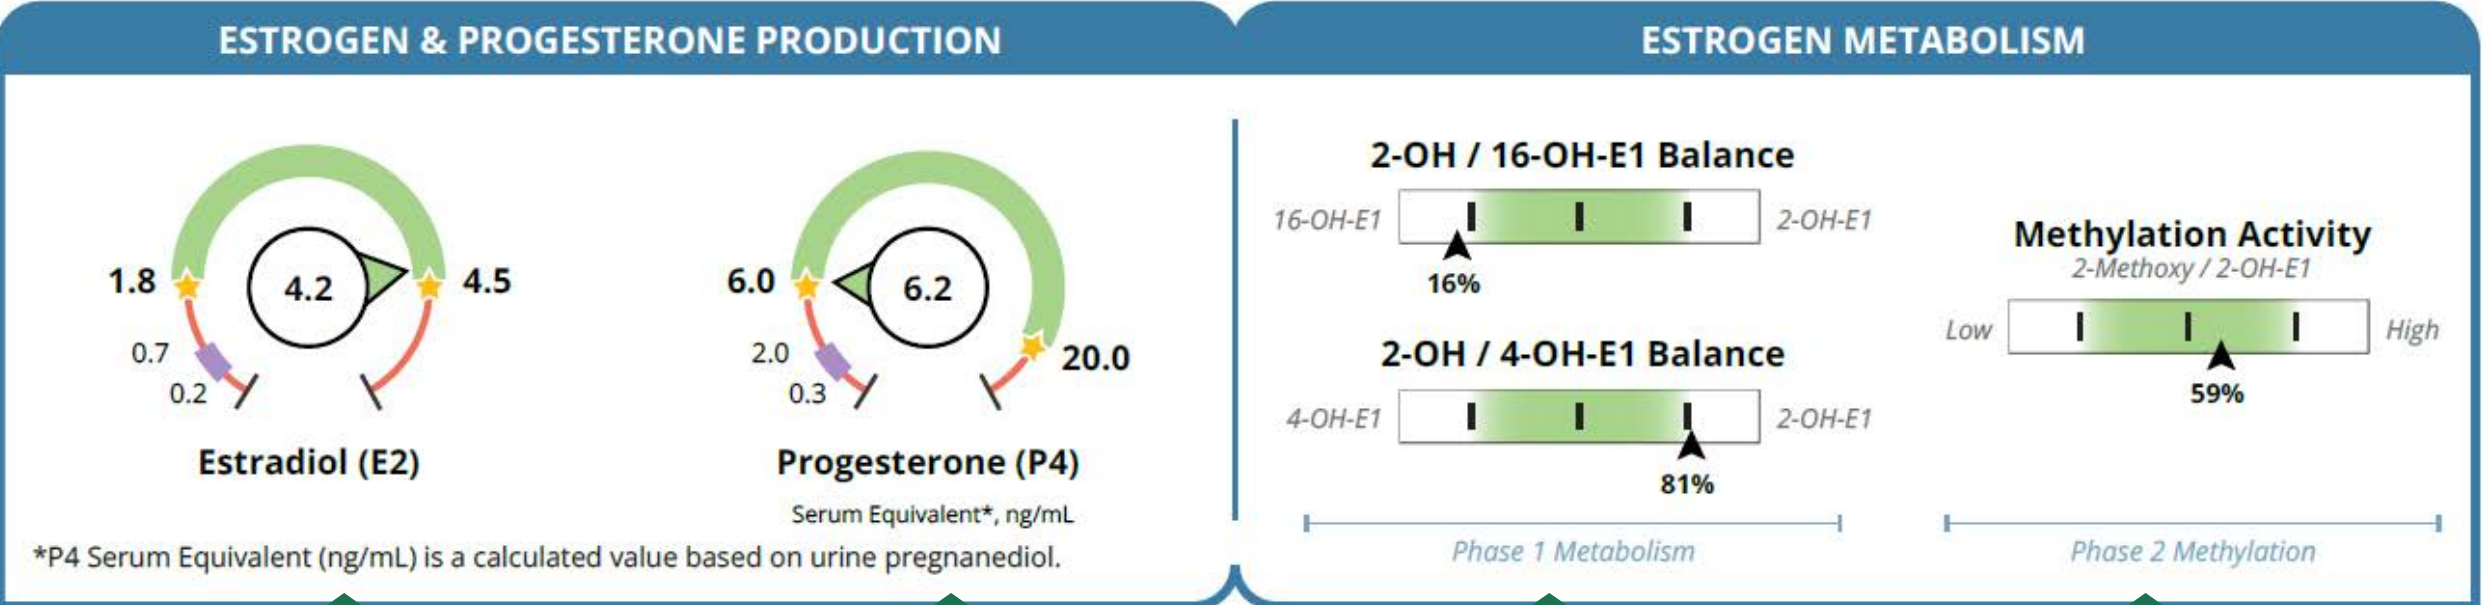 ESTROGEN & PROGESTERONE PRODUCTION
1.8
4.2
4.5
0.7
0.2
Estradiol (E2)
6.0
6.2
2.0
0.3
20.0
Progesterone (P4)
Serum Equivalent*, ng/mL
*P4 Serum Equivalent (ng/mL) is a calculated value based on urine pregnanediol.
ESTROGEN METABOLISM
2-OH / 16-OH-E1 Balance
16-OH-E1
2-OH-E1
16%
2-OH / 4-OH-E1 Balance
4-OH-E1
2-OH-E1
81%
Phase 1 Metabolism
Methylation Activity
2-Methoxy / 2-OH-E1
Low
High
59%
Phase 2 Methylation